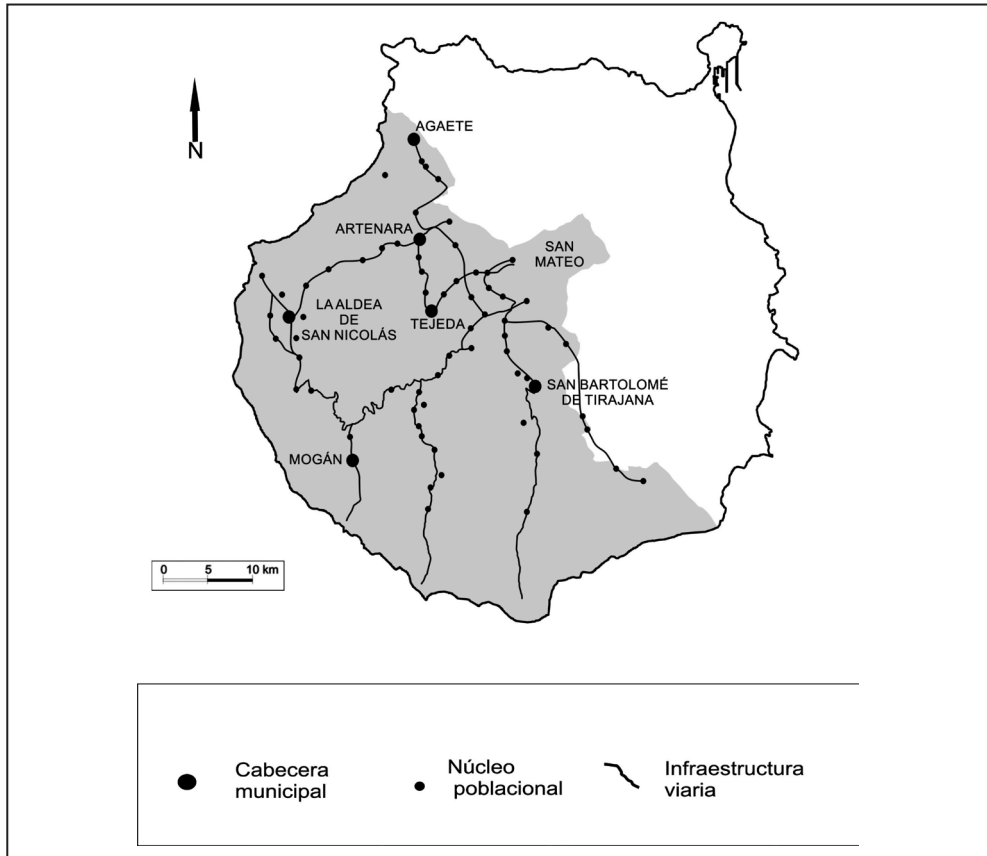 AGAETE
N
ARTENARA
SAN
MATEO
LA ALDEA
DE
SAN NICOLÁS
TEJEDA
SAN BARTOLOMÉ
DE TIRAJANA
MOGÁN
0 5 10 km
Cabecera
municipal
Núcleo
poblacional
Infraestructura
viaria